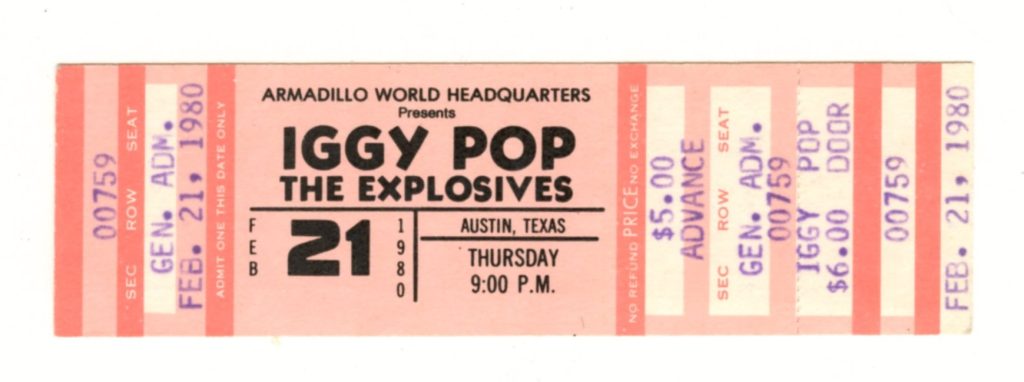 00759
SEC ROW SEAT
GEN. ADM.
FEB. 21, 1980
ADMIT ONE THIS DATE ONLY
ARMADILLO WORLD HEADQUARTERS
Presents
IGGY POP
THE EXPLOSIVES
FEB 21 1980
AUSTIN, TEXAS
THURSDAY
9:00 P.M.
NO REFUND PRICE NO EXCHANGE
$5.00
ADVANCE
SEC ROW SEAT
GEN. ADM.
00759
IGGY POP
$6.00 DOOR
00759
FEB. 21, 1980